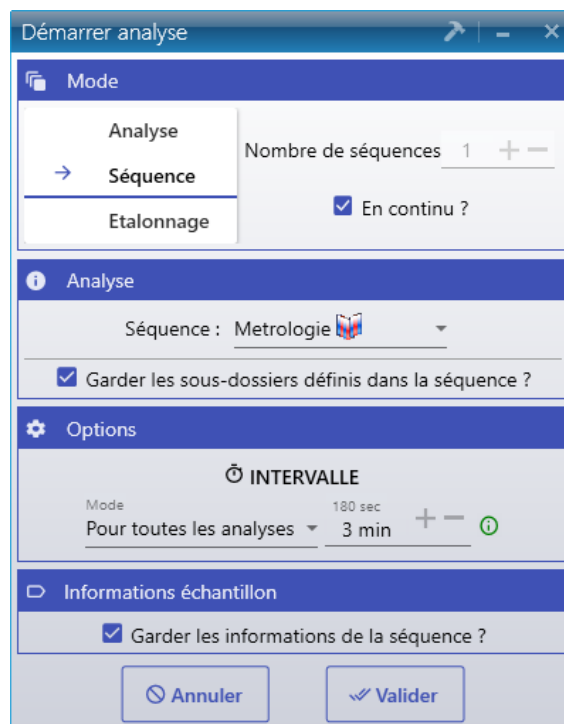 Démarrer analyse
Mode
Analyse
Séquence
Etalonnage
Nombre de séquences 1
En continu ?
Analyse
Séquence : Metrologie
Garder les sous-dossiers définis dans la séquence ?
Options
INTERVALLE
Mode
Pour toutes les analyses
180 sec
3 min
Informations échantillon
Garder les informations de la séquence ?
Annuler
Valider